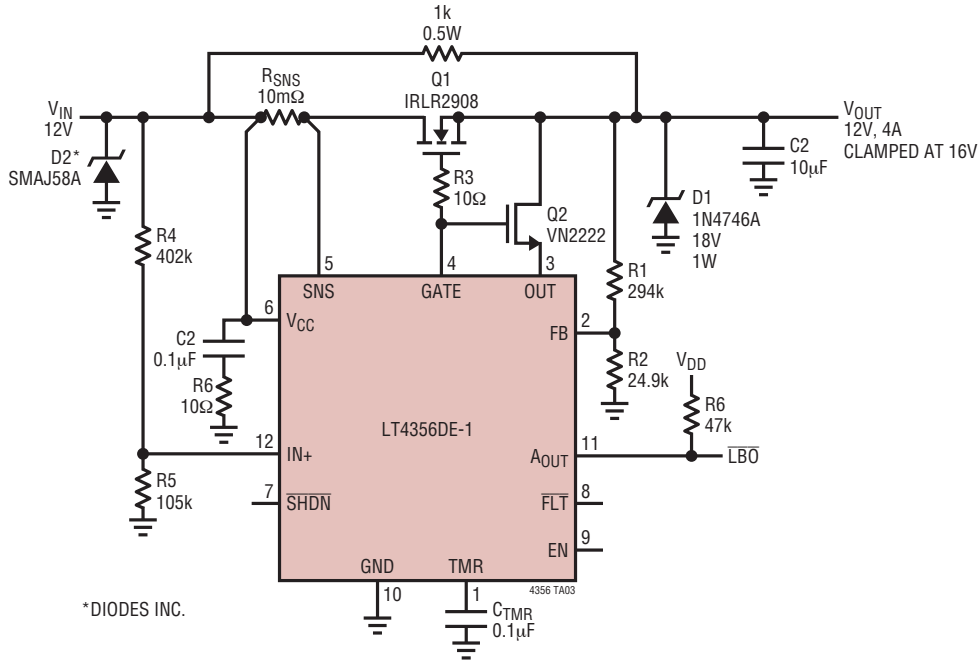 1k
0.5W
RSNS
10mΩ
Q1
IRLR2908
VIN
12V
VOUT
12V, 4A
CLAMPED AT 16V
D2*
SMAJ58A
C2
10μF
R3
10Ω
D1
1N4746A
18V
1W
Q2
VN2222
R4
402k
5
4
3
R1
294k
SNS
GATE
OUT
6
VCC
FB
2
C2
0.1μF
R2
24.9k
VDD
R6
10Ω
R6
47k
LT4356DE-1
12
IN+
AOUT
11
LBO
R5
105k
7
SHDN
FLT
8
EN
9
GND
TMR
10
1
4356 TA03
CTMR
0.1μF
*DIODES INC.